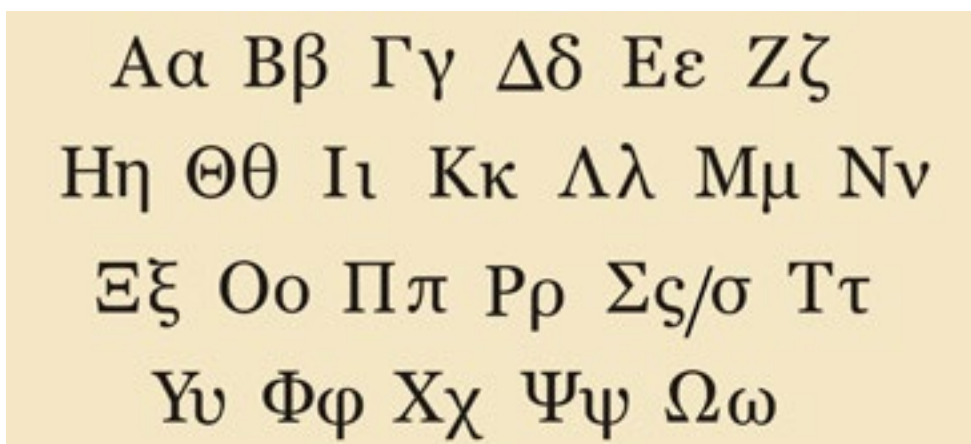 Αα Ββ Γγ Δδ Εε Ζζ
Ηη Θθ Ιι Κκ Λλ Μμ Νν
Ξξ Οο Ππ Ρρ Σς/σ Ττ
Υυ Φφ Χχ Ψψ Ωω